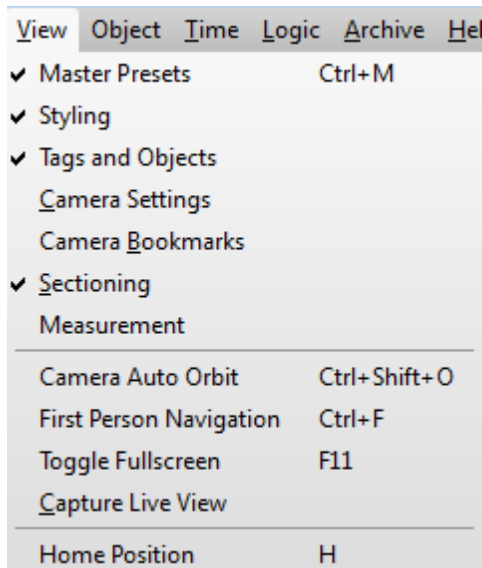 View Object Time Logic Archive Hel
Master Presets Ctrl+M
Styling
Tags and Objects
Camera Settings
Camera Bookmarks
Sectioning
Measurement
Camera Auto Orbit Ctrl+Shift+O
First Person Navigation Ctrl+F
Toggle Fullscreen F11
Capture Live View
Home Position H